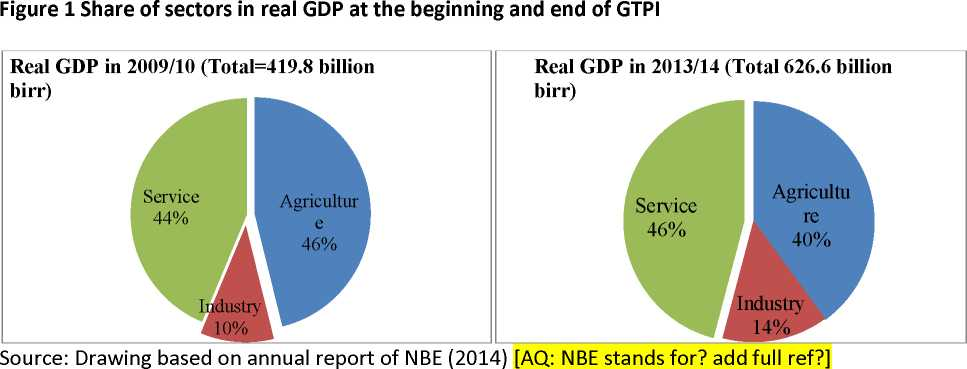 Figure 1 Share of sectors in real GDP at the beginning and end of GTPI
Real GDP in 2009/10 (Total=419.8 billion
birr)
Service
44%
Agricultur
e
46%
Industry
10%
Real GDP in 2013/14 (Total 626.6 billion
birr)
Service
46%
Agricultu
re
40%
Industry
14%
Source: Drawing based on annual report of NBE (2014) [AQ: NBE stands for? add full ref?]